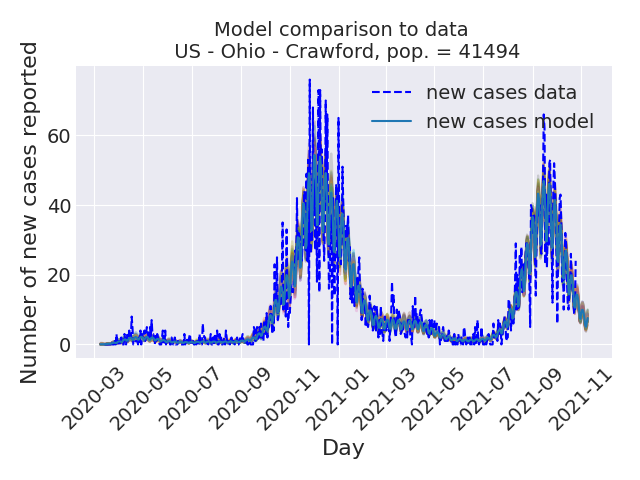 Model comparison to data
US - Ohio - Crawford, pop. = 41494
new cases data
new cases model
Number of new cases reported
60
40
20
0
2020-03
2020-05
2020-07
2020-09
2020-11
2021-01
2021-03
2021-05
2021-07
2021-09
2021-11
Day